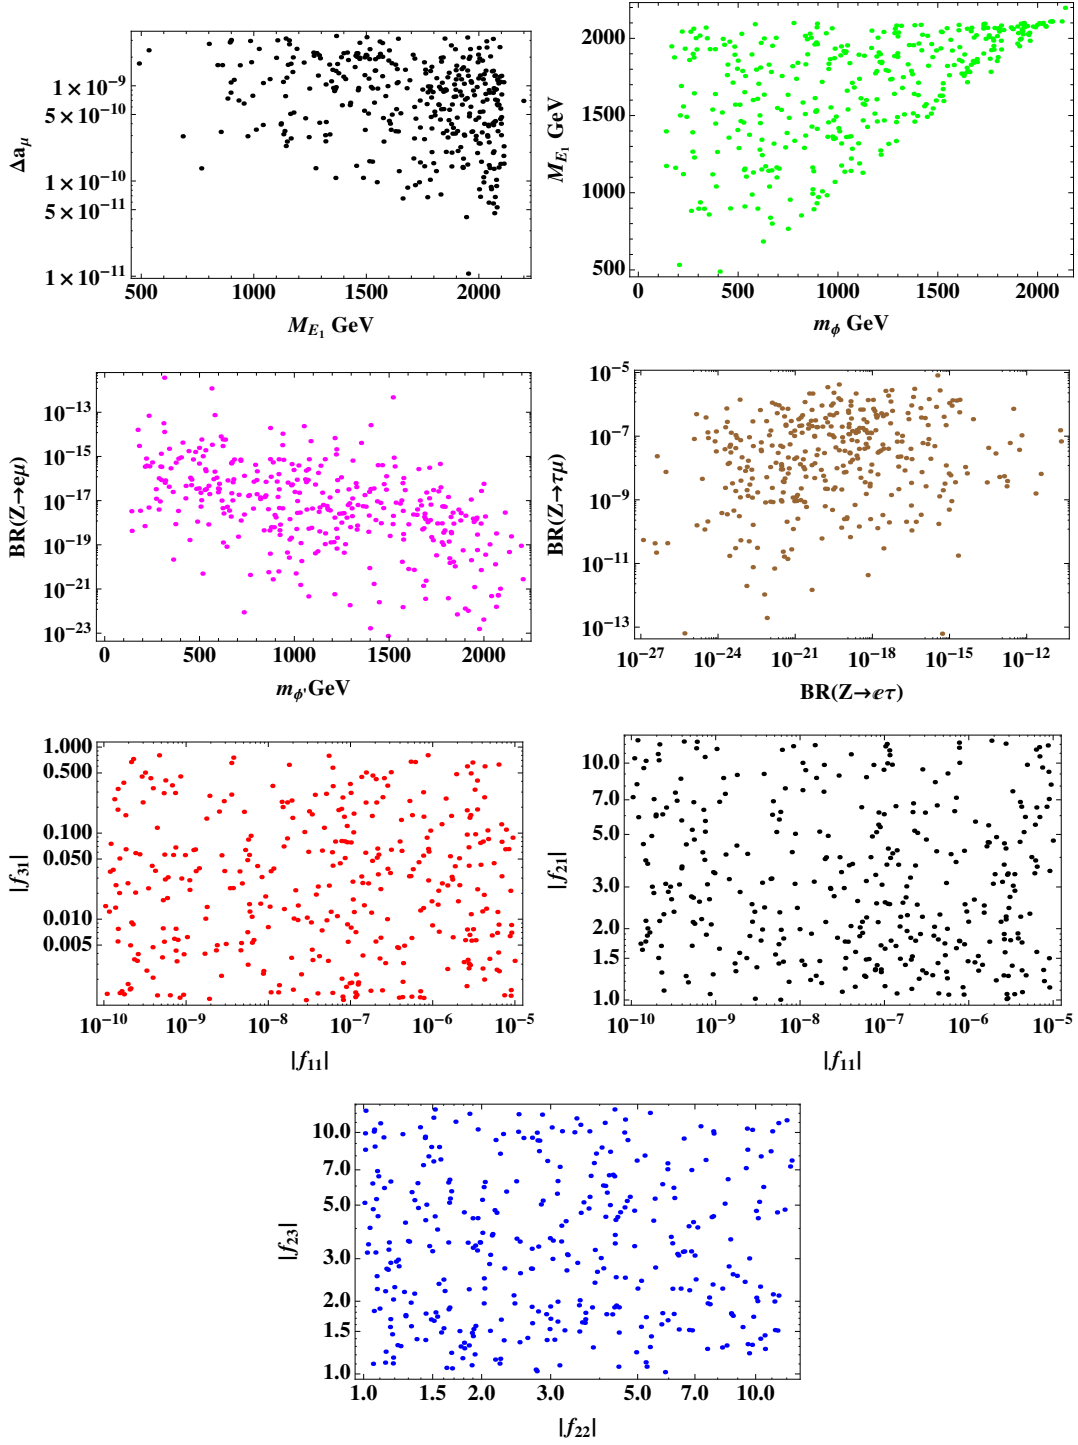 Δa_μ
1 × 10⁻⁹
5 × 10⁻¹⁰
1 × 10⁻¹⁰
5 × 10⁻¹¹
1 × 10⁻¹¹
500 1000 1500 2000
M_{E₁} GeV
M_{E₁} GeV
2000
1500
1000
500
0 500 1000 1500 2000
m_ϕ GeV
BR(Z→eμ)
10⁻¹³
10⁻¹⁵
10⁻¹⁷
10⁻¹⁹
10⁻²¹
10⁻²³
0 500 1000 1500 2000
m_ϕ' GeV
BR(Z→τμ)
10⁻⁵
10⁻⁷
10⁻⁹
10⁻¹¹
10⁻¹³
10⁻²⁷ 10⁻²⁴ 10⁻²¹ 10⁻¹⁸ 10⁻¹⁵ 10⁻¹²
BR(Z→eτ)
|f₃₁|
1.000
0.500
0.100
0.050
0.010
0.005
10⁻¹⁰ 10⁻⁹ 10⁻⁸ 10⁻⁷ 10⁻⁶ 10⁻⁵
|f₁₁|
|f₂₁|
10.0
7.0
5.0
3.0
2.0
1.5
1.0
10⁻¹⁰ 10⁻⁹ 10⁻⁸ 10⁻⁷ 10⁻⁶ 10⁻⁵
|f₁₁|
|f₂₃|
10.0
7.0
5.0
3.0
2.0
1.5
1.0
1.0 1.5 2.0 3.0 5.0 7.0 10.0
|f₂₂|